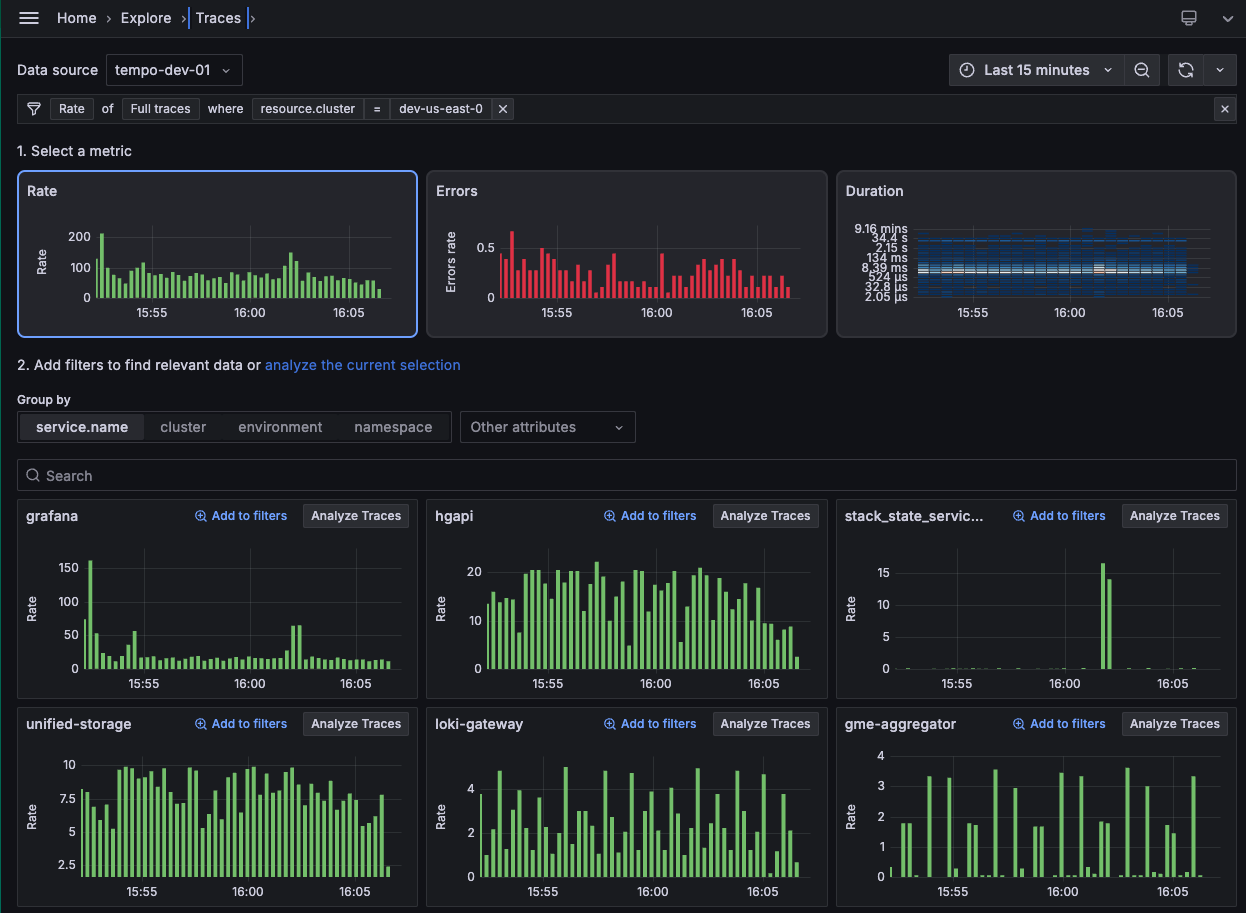 Home › Explore › Traces ›
Data source tempo-dev-01 Last 15 minutes
Rate of Full traces where resource.cluster = dev-us-east-0
1. Select a metric
Rate
Rate
200
100
0
15:55 16:00 16:05
Errors
Errors rate
0.5
0
15:55 16:00 16:05
Duration
9.16 mins
34.4 s
2.15 s
134 ms
8.39 ms
524 µs
32.8 µs
2.05 µs
15:55 16:00 16:05
2. Add filters to find relevant data or analyze the current selection
Group by
service.name cluster environment namespace Other attributes
Search
grafana Add to filters Analyze Traces
Rate
150
100
50
0
15:55 16:00 16:05
hgapi Add to filters Analyze Traces
Rate
20
10
0
15:55 16:00 16:05
stack_state_servic... Add to filters Analyze Traces
Rate
15
10
5
0
15:55 16:00 16:05
unified-storage Add to filters Analyze Traces
Rate
10
7.5
5
2.5
15:55 16:00 16:05
loki-gateway Add to filters Analyze Traces
Rate
4
2
0
15:55 16:00 16:05
gme-aggregator Add to filters Analyze Traces
Rate
4
3
2
1
0
15:55 16:00 16:05